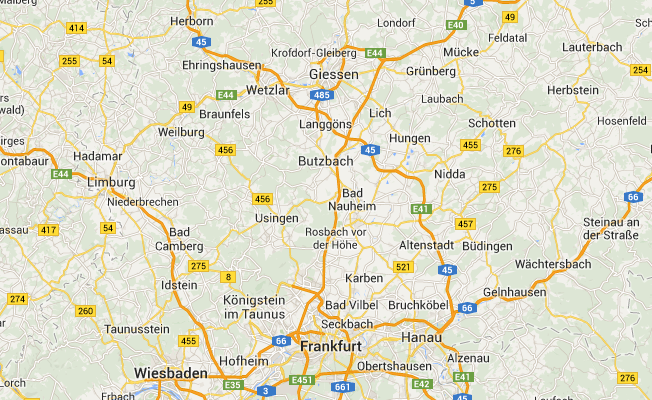 Herborn
Londorf
49
5
414
45
E40
Feldatal
255
54
Krofdorf-Gleiberg
E44
Mücke
Lauterbach
Ehringshausen
Giessen
Grünberg
254
Wetzlar
485
Laubach
Herbstein
E44
49
Braunfels
Langgöns
Lich
Schotten
Hosenfeld
wald)
Weilburg
Hungen
455
Hadamar
456
45
276
Butzbach
E44
Limburg
Nidda
275
66
Niederbrechen
456
Bad
Nauheim
E41
Usingen
457
Steinau an
der Straße
417
54
Bad
Camberg
Rosbach vor
der Höhe
Altenstadt
Büdingen
275
8
521
45
Wächtersbach
Idstein
Karben
274
Königstein
im Taunus
Bad Vilbel
Bruchköbel
Gelnhausen
260
66
Taunusstein
Seckbach
455
66
Frankfurt
Hanau
Hofheim
Alzenau
Wiesbaden
Obertshausen
276
E35
3
E451
661
E42
E41
45